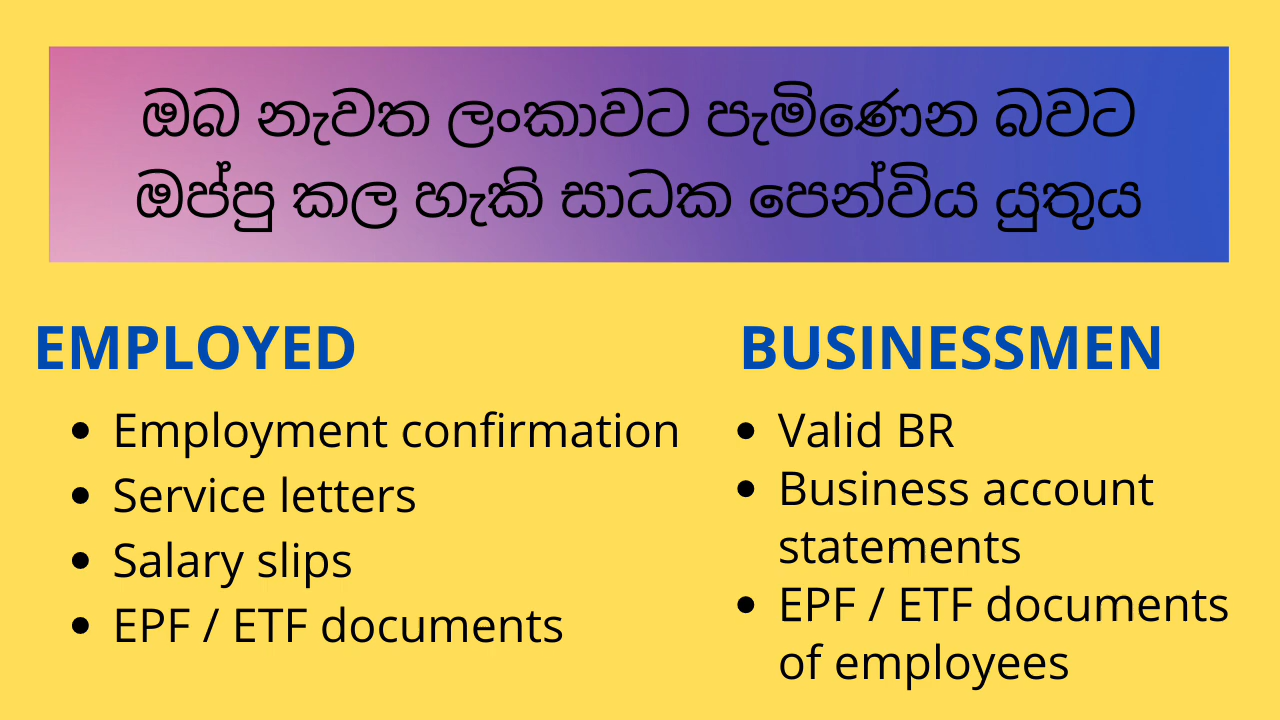 ඔබ නැවත ලංකාවට පැමිණෙන බවට
ඔප්පු කල හැකි සාධක පෙන්විය යුතුය
EMPLOYED
• Employment confirmation
• Service letters
• Salary slips
• EPF / ETF documents
BUSINESSMEN
• Valid BR
• Business account
statements
• EPF / ETF documents
of employees